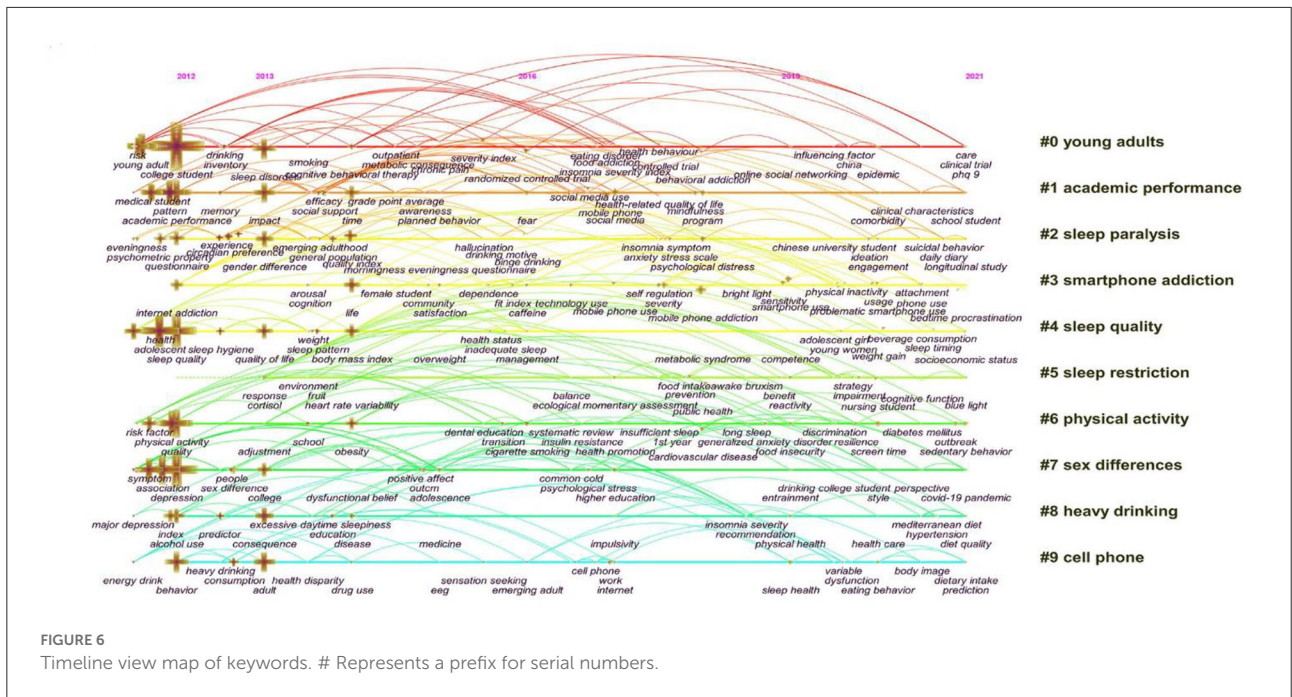 2012 2013 2016 2019 2021
#0 young adults
risk drinking outpatient severity index eating disorder health behaviour influencing factor care
young adult inventory smoking metabolic consequence food addiction controlled trial china clinical trial
college student sleep disorder cognitive behavioral therapy chronic pain randomized controlled trial insomnia severity index behavioral addiction online social networking epidemic phq 9
#1 academic performance
medical student efficacy grade point average social media use health-related quality of life clinical characteristics
pattern memory social support awareness mobile phone mindfulness comorbidity school student
academic performance impact time planned behavior fear social media program
#2 sleep paralysis
eveningness experience emerging adulthood hallucination insomnia symptom chinese university student suicidal behavior
psychometric property circadian preference general population drinking motive anxiety stress scale ideation daily diary
questionnaire gender difference quality index morningness eveningness questionnaire binge drinking psychological distress engagement longitudinal study
#3 smartphone addiction
arousal female student dependence self regulation bright light physical inactivity attachment
cognition community fit index technology use severity sensitivity usage phone use
internet addiction life satisfaction caffeine mobile phone use mobile phone addiction smartphone use problematic smartphone use bedtime procrastination
#4 sleep quality
health weight health status adolescent girl beverage consumption
adolescent sleep hygiene sleep pattern inadequate sleep young women sleep timing
sleep quality quality of life body mass index overweight management metabolic syndrome competence weight gain socioeconomic status
#5 sleep restriction
environment food intake awake bruxism strategy
response fruit balance prevention benefit impairment cognitive function
cortisol heart rate variability ecological momentary assessment public health reactivity nursing student blue light
#6 physical activity
risk factor dental education systematic review insufficient sleep long sleep discrimination diabetes mellitus
physical activity school transition insulin resistance 1st-year generalized anxiety disorder resilience outbreak
quality adjustment obesity cigarette smoking health promotion cardiovascular disease food insecurity screen time sedentary behavior
#7 sex differences
symptom people positive affect common cold
association sex difference outcm psychological stress drinking college student perspective
depression college dysfunctional belief adolescence higher education entrainment style covid-19 pandemic
#8 heavy drinking
major depression excessive daytime sleepiness insomnia severity mediterranean diet
index predictor education recommendation hypertension
alcohol use consequence disease medicine impulsivity physical health health care diet quality
#9 cell phone
heavy drinking cell phone variable body image
energy drink consumption health disparity sensation seeking work dysfunction dietary intake
behavior adult drug use eeg emerging adult internet sleep health eating behavior prediction
FIGURE 6
Timeline view map of keywords. # Represents a prefix for serial numbers.